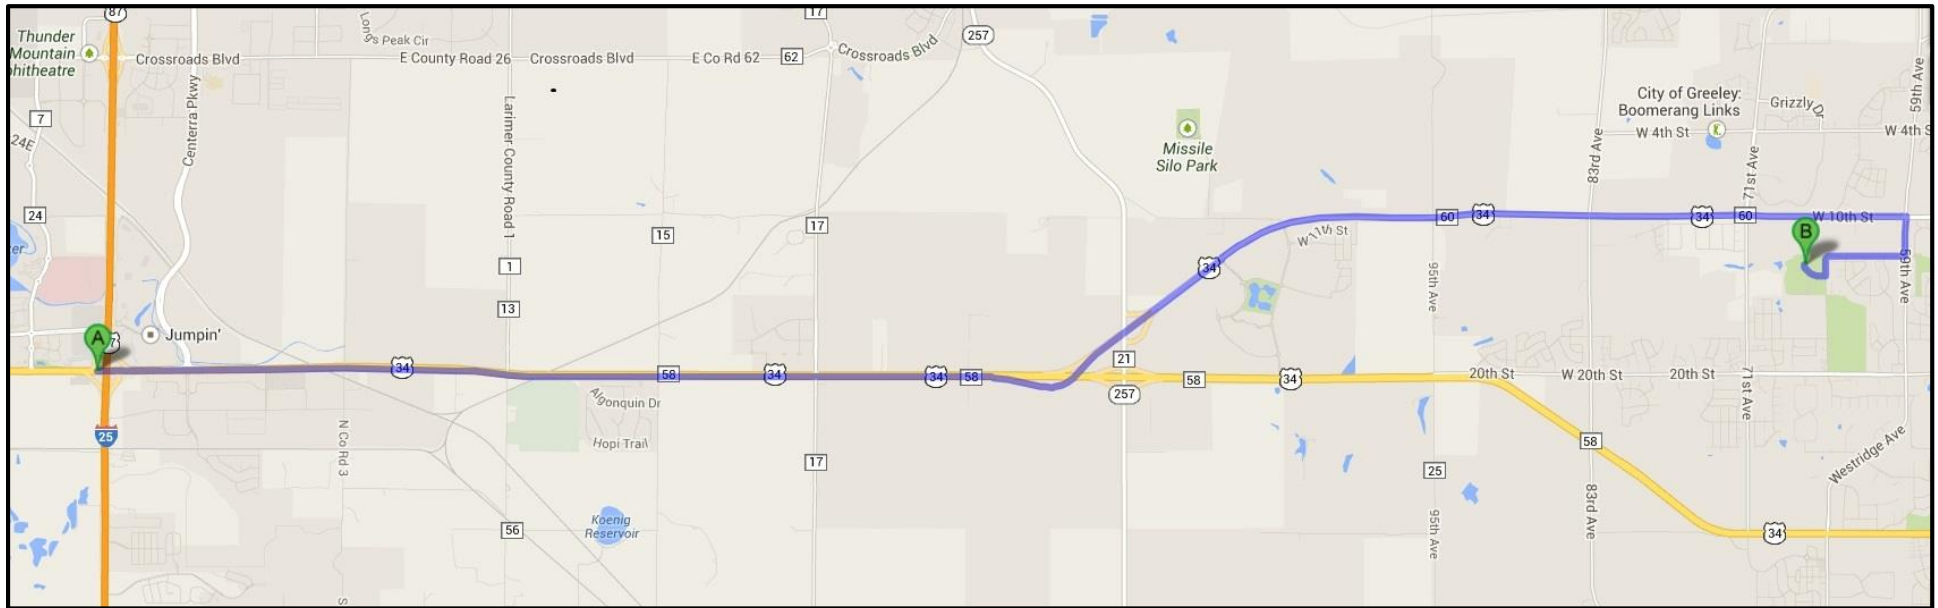 87
17
Thunder
Mountain
phitheatre
Long's Peak Cir
257
Crossroads Blvd
E County Road 26
Crossroads Blvd
E Co Rd 62
62
Crossroads Blvd
59th Ave
Centerra Pkwy
Larimer County Road 1
City of Greeley:
Boomerang Links
Grizzly Dr
7
W 4th St
W 4th S
24E
Missile
Silo Park
83rd Ave
71st Ave
24
17
15
60
34
34
60
W 10th St
W 11th St
B
1
34
95th Ave
59th Ave
13
A
Jumpin'
21
34
58
34
34
58
58
34
20th St
W 20th St
20th St
257
71st Ave
Algonquin Dr
25
N Co Rd 3
Hopi Trail
58
Westridge Ave
17
25
83rd Ave
56
Koenig
Reservoir
95th Ave
34
S